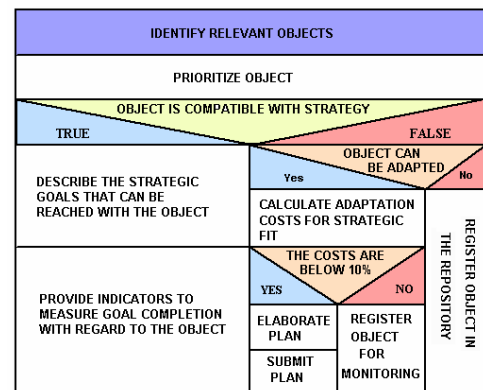 IDENTIFY RELEVANT OBJECTS
PRIORITIZE OBJECT
OBJECT IS COMPATIBLE WITH STRATEGY
TRUE
FALSE
DESCRIBE THE STRATEGIC
GOALS THAT CAN BE
REACHED WITH THE OBJECT
OBJECT CAN
BE ADAPTED
Yes
No
CALCULATE ADAPTATION
COSTS FOR STRATEGIC
FIT
REGISTER OBJECT IN
THE REPOSITORY
PROVIDE INDICATORS TO
MEASURE GOAL COMPLETION
WITH REGARD TO THE OBJECT
THE COSTS ARE
BELOW 10%
YES
NO
ELABORATE
PLAN
SUBMIT
PLAN
REGISTER
OBJECT
FOR
MONITORING